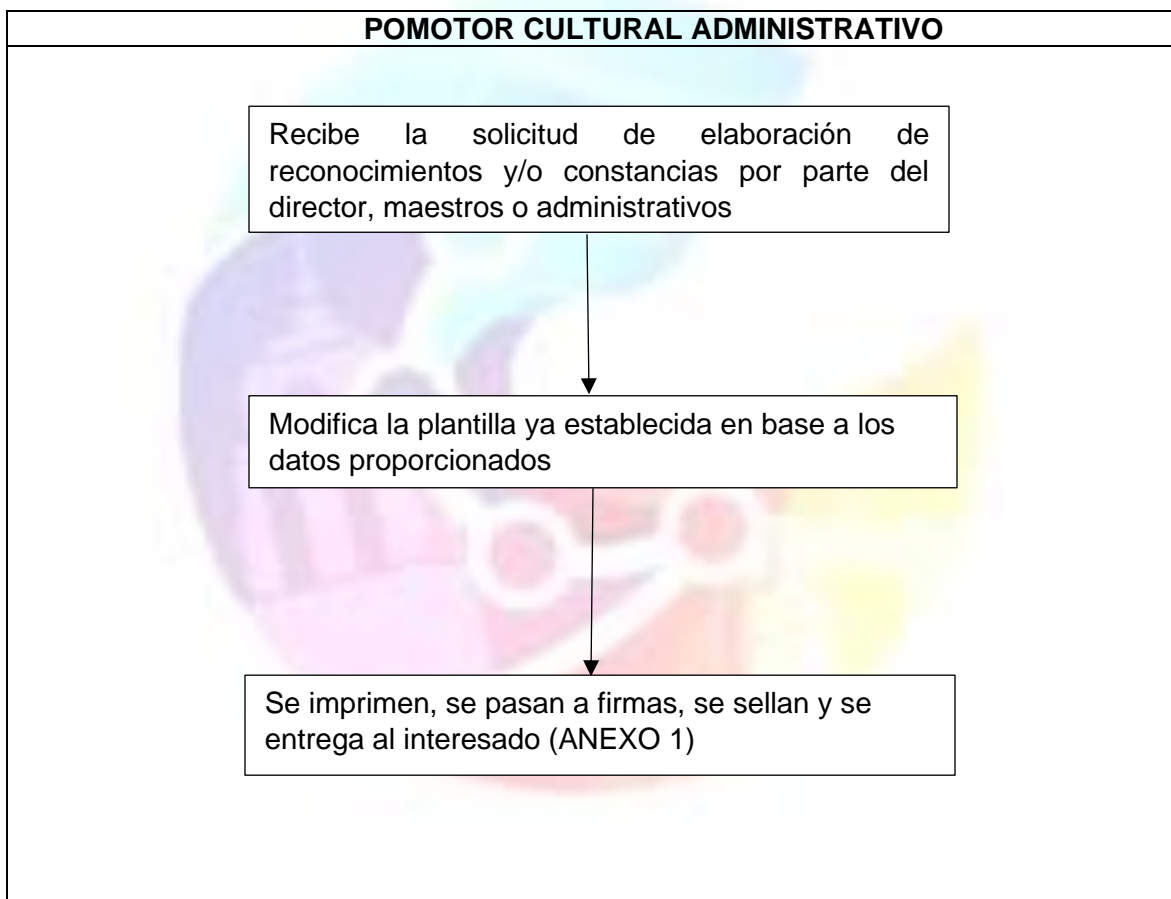 POMOTOR CULTURAL ADMINISTRATIVO
Recibe la solicitud de elaboración de
reconocimientos y/o constancias por parte del
director, maestros o administrativos
Modifica la plantilla ya establecida en base a los
datos proporcionados
Se imprimen, se pasan a firmas, se sellan y se
entrega al interesado (ANEXO 1)